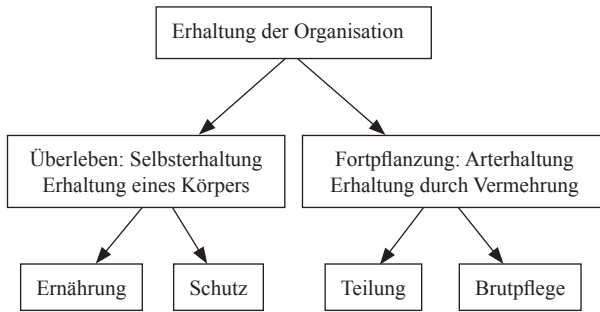 Erhaltung der Organisation
Überleben: Selbsterhaltung
Erhaltung eines Körpers
Fortpflanzung: Arterhaltung
Erhaltung durch Vermehrung
Ernährung
Schutz
Teilung
Brutpflege